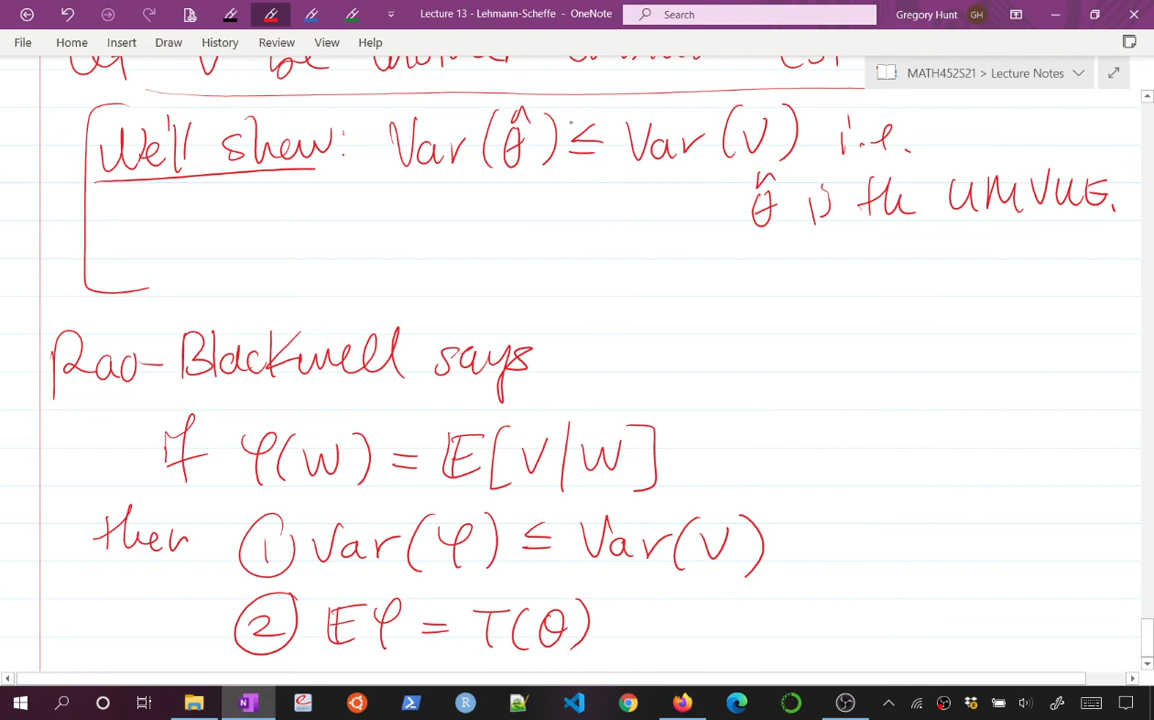 Lecture 13 - Lehmann-Scheffe - OneNote
Search
Gregory Hunt GH
File Home Insert Draw History Review View Help
MATH452S21 > Lecture Notes
We'll show: Var(θ̂) ≤ Var(V) i.e.
θ̂ is the UMVUE.
Rao-Blackwell says
If φ(W) = E[V|W]
then ① Var(φ) ≤ Var(V)
② Eφ = T(θ)